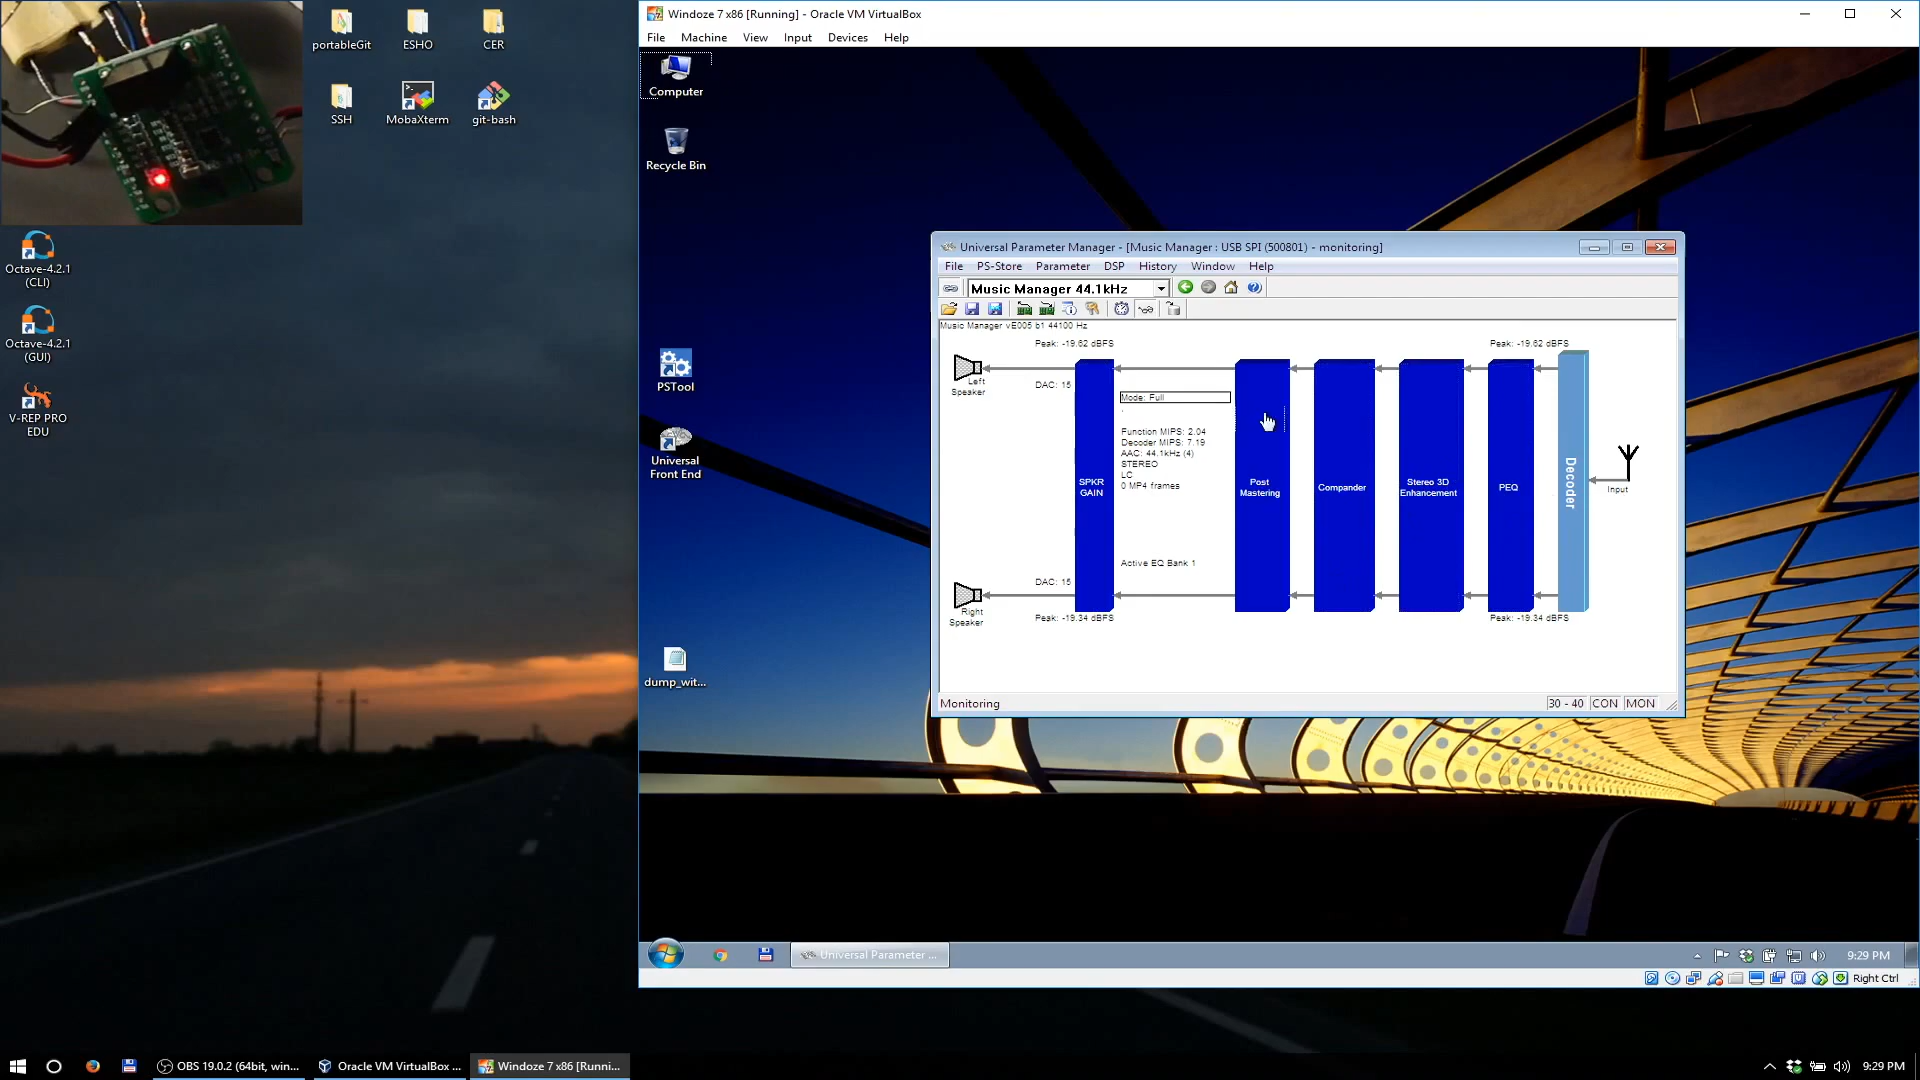 portableGit
ESHO
CER
SSH
MobaXterm
git-bash
Octave-4.2.1
(CLI)
Octave-4.2.1
(GUI)
V-REP PRO
EDU
Windoze 7 x86 [Running] - Oracle VM VirtualBox
File Machine View Input Devices Help
Computer
Recycle Bin
PSTool
Universal
Front End
dump_wit...
Universal Parameter Manager - [Music Manager : USB SPI (500801) - monitoring]
File PS-Store Parameter DSP History Window Help
Music Manager 44.1kHz
Music Manager vE005 b1 44100 Hz
Peak: -19.62 dBFS
Peak: -19.62 dBFS
Left
Speaker
DAC: 15
Mode: Full
Function MIPS: 2.04
Decoder MIPS: 7.19
AAC: 44.1kHz (4)
STEREO
LC
0 MP4 frames
SPKR
GAIN
Post
Mastering
Compander
Stereo 3D
Enhancement
PEQ
Decoder
Input
Active EQ Bank 1
DAC: 15
Right
Speaker
Peak: -19.34 dBFS
Peak: -19.34 dBFS
Monitoring
30 - 40 CON MON
Universal Parameter ...
9:29 PM
Right Ctrl
OBS 19.0.2 (64bit, win...
Oracle VM VirtualBox ...
Windoze 7 x86 [Runni...
9:29 PM